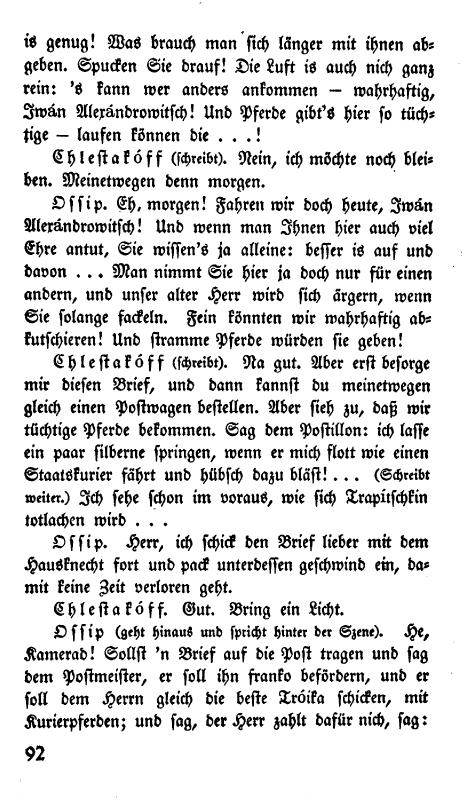 is genug! Was brauch man sich länger mit ihnen ab-
geben. Spucken Sie drauf! Die Luft is auch nich ganz
rein: 's kann wer anders ankommen — wahrhaftig,
Iwán Alexándrowitsch! Und Pferde gibt's hier so tüch-
tige — laufen können die . . .!
Chlestakóff (schreibt). Nein, ich möchte noch blei-
ben. Meinetwegen denn morgen.
Ossip. Eh, morgen! Fahren wir doch heute, Iwán
Alexándrowitsch! Und wenn man Ihnen hier auch viel
Ehre antut, Sie wissen's ja alleine: besser is auf und
davon . . . Man nimmt Sie hier ja doch nur für einen
andern, und unser alter Herr wird sich ärgern, wenn
Sie solange fackeln. Fein könnten wir wahrhaftig ab-
kutschieren! Und stramme Pferde würden sie geben!
Chlestakóff (schreibt). Na gut. Aber erst besorge
mir diesen Brief, und dann kannst du meinetwegen
gleich einen Postwagen bestellen. Aber sieh zu, daß wir
tüchtige Pferde bekommen. Sag dem Postillon: ich lasse
ein paar silberne springen, wenn er mich flott wie einen
Staatskurier fährt und hübsch dazu bläst! . . . (Schreibt
weiter.) Ich sehe schon im voraus, wie sich Trapítschkin
totlachen wird . . .
Ossip. Herr, ich schick den Brief lieber mit dem
Hausknecht fort und pack unterdessen geschwind ein, da-
mit keine Zeit verloren geht.
Chlestakóff. Gut. Bring ein Licht.
Ossip (geht hinaus und spricht hinter der Szene). He,
Kamerad! Sollst 'n Brief auf die Post tragen und sag
dem Postmeister, er soll ihn franko befördern, und er
soll dem Herrn gleich die beste Tróika schicken, mit
Kurierpferden; und sag, der Herr zahlt dafür nich, sag:
92